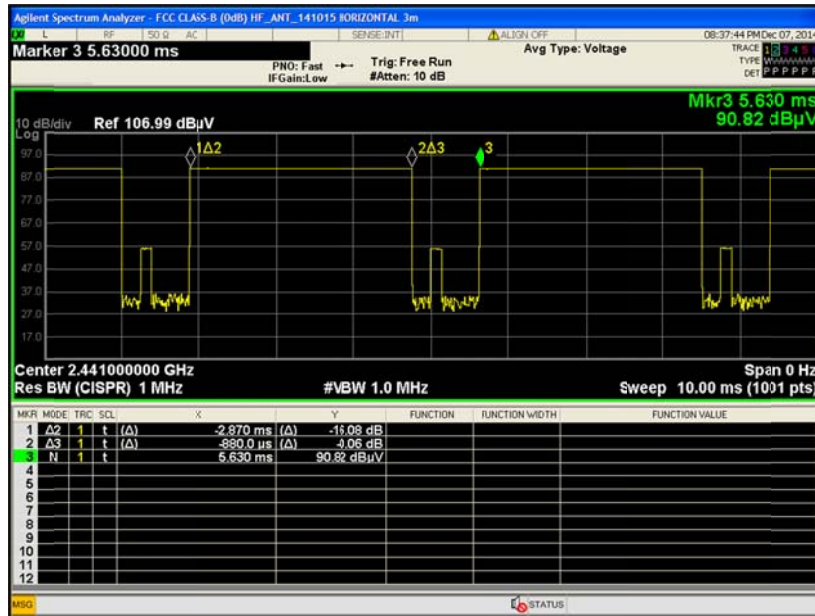 Agilent Spectrum Analyzer - FCC CLASS-B (0dB) HF_ANT_141015 HORIZONTAL 3m
L RF 50 Ω AC SENSE:INT ALIGN OFF 08:37:44 PM Dec 07, 2014
Marker 3 5.63000 ms
PNO: Fast
IFGain:Low
Trig: Free Run
#Atten: 10 dB
Avg Type: Voltage
TRACE 1 2 3 4 5
TYPE
DET P P P P P
Mkr3 5.630 ms
90.82 dBµV
10 dB/div Ref 106.99 dBµV
Log
97.0
87.0
77.0
67.0
57.0
47.0
37.0
27.0
17.0
1Δ2
2Δ3
3
Center 2.441000000 GHz
Span 0 Hz
Res BW (CISPR) 1 MHz
#VBW 1.0 MHz
Sweep 10.00 ms (1001 pts)
MKR MODE TRC SCL X Y FUNCTION FUNCTION WIDTH FUNCTION VALUE
1 Δ2 1 t (Δ) -2.870 ms (Δ) -16.08 dB
2 Δ3 1 t (Δ) -880.0 µs (Δ) -0.06 dB
3 N 1 t 5.630 ms 90.82 dBµV
4
5
6
7
8
9
10
11
12
MSG
STATUS